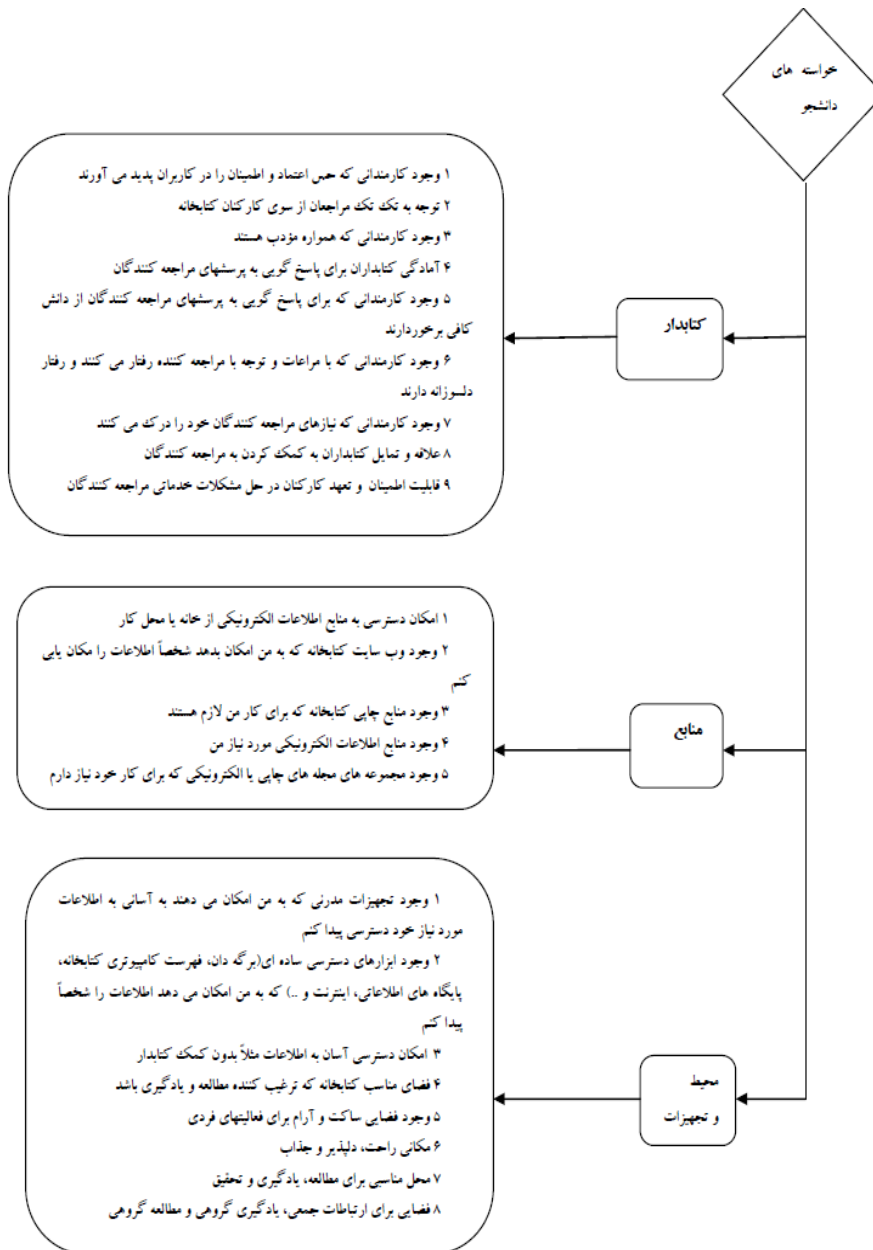 خواسته های
دانشجو
کتابدار
۱ وجود کارمندانی که حس اعتماد و اطمینان را در کاربران پدید می آورند
۲ توجه به تک تک مراجعان از سوی کارکنان کتابخانه
۳ وجود کارمندانی که همواره مؤدب هستند
۴ آمادگی کتابداران برای پاسخ گویی به پرسشهای مراجعه کنندگان
۵ وجود کارمندانی که برای پاسخ گویی به پرسشهای مراجعه کنندگان از دانش
کافی برخوردارند
۶ وجود کارمندانی که با مراعات و توجه با مراجعه کننده رفتار می کنند و رفتار
دلسوزانه دارند
۷ وجود کارمندانی که نیازهای مراجعه کنندگان خود را درک می کنند
۸ علاقه و تمایل کتابداران به کمک کردن به مراجعه کنندگان
۹ قابلیت اطمینان و تعهد کارکنان در حل مشکلات خدماتی مراجعه کنندگان
منابع
۱ امکان دسترسی به منابع اطلاعات الکترونیکی از خانه یا محل کار
۲ وجود وب سایت کتابخانه که به من امکان بدهد شخصاً اطلاعات را مکان یابی
کنم
۳ وجود منابع چاپی کتابخانه که برای کار من لازم هستند
۴ وجود منابع اطلاعات الکترونیکی مورد نیاز من
۵ وجود مجموعه های مجله های چاپی یا الکترونیکی که برای کار خود نیاز دارم
محیط
و تجهیزات
۱ وجود تجهیزات مدرنی که به من امکان می دهند به آسانی به اطلاعات
مورد نیاز خود دسترسی پیدا کنم
۲ وجود ابزارهای دسترسی ساده ای(برگه دان، فهرست کامپیوتری کتابخانه،
پایگاه های اطلاعاتی، اینترنت و ..) که به من امکان می دهد اطلاعات را شخصاً
پیدا کنم
۳ امکان دسترسی آسان به اطلاعات مثلاً بدون کمک کتابدار
۴ فضای مناسب کتابخانه که ترغیب کننده مطالعه و یادگیری باشد
۵ وجود فضایی ساکت و آرام برای فعالیتهای فردی
۶ مکانی راحت، دلپذیر و جذاب
۷ محل مناسبی برای مطالعه، یادگیری و تحقیق
۸ فضایی برای ارتباطات جمعی، یادگیری گروهی و مطالعه گروهی